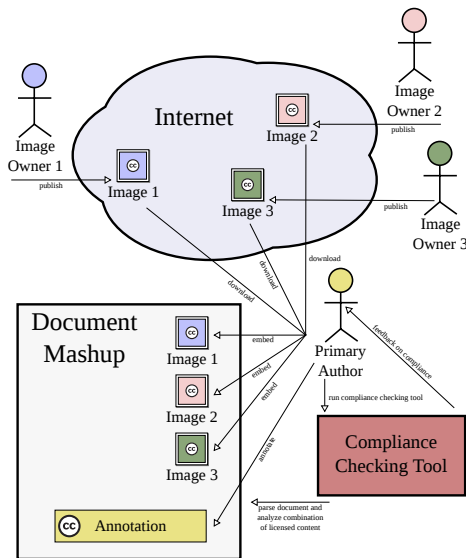 Internet
Image
Owner 1
publish
cc
Image 1
Image
Owner 2
publish
cc
Image 2
cc
Image 3
publish
Image
Owner 3
download
download
download
Document
Mashup
cc
Image 1
embed
cc
Image 2
embed
cc
Image 3
embed
Primary
Author
feedback on compliance
run compliance checking tool
annotate
Compliance
Checking Tool
parse document and
analyze combination
of licensed content
cc
Annotation